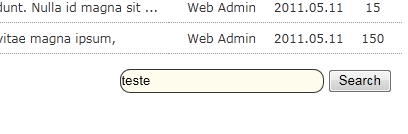 dunt. Nulla id magna sit ... Web Admin 2011.05.11 15
vitae magna ipsum, Web Admin 2011.05.11 150
teste Search